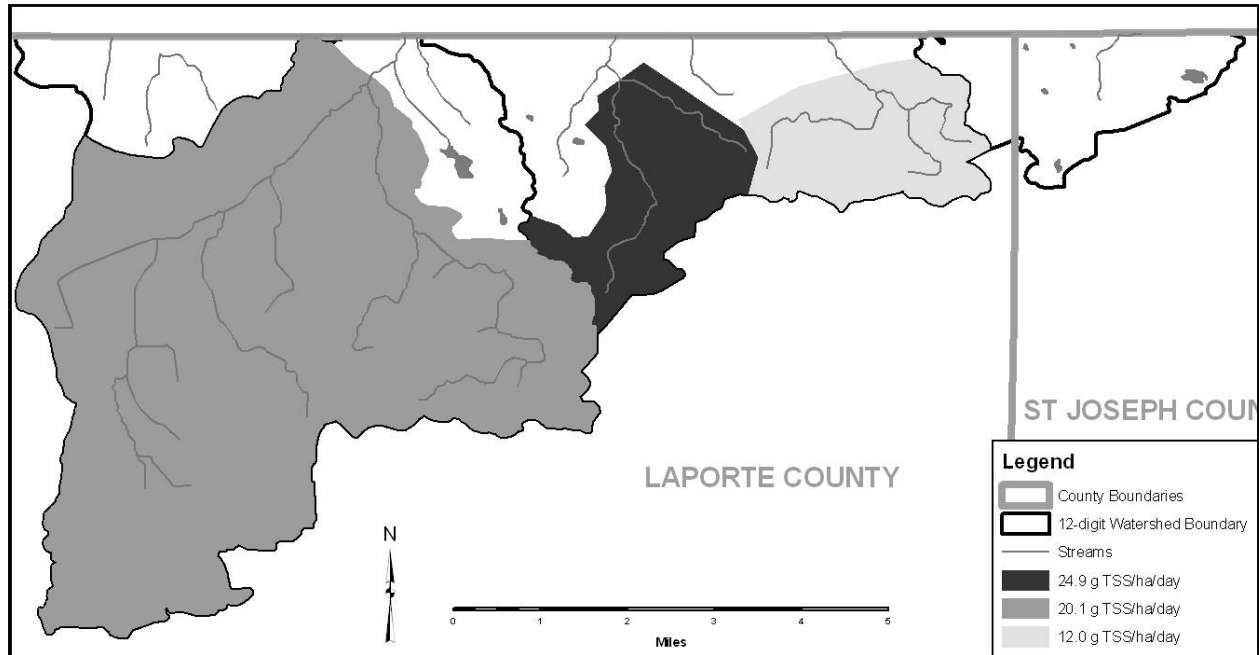 ST JOSEPH COUN
LAPORTE COUNTY
N
0 1 2 3 4 5
Miles
Legend
County Boundaries
12-digit Watershed Boundary
Streams
24.9 g TSS/ha/day
20.1 g TSS/ha/day
12.0 g TSS/ha/day